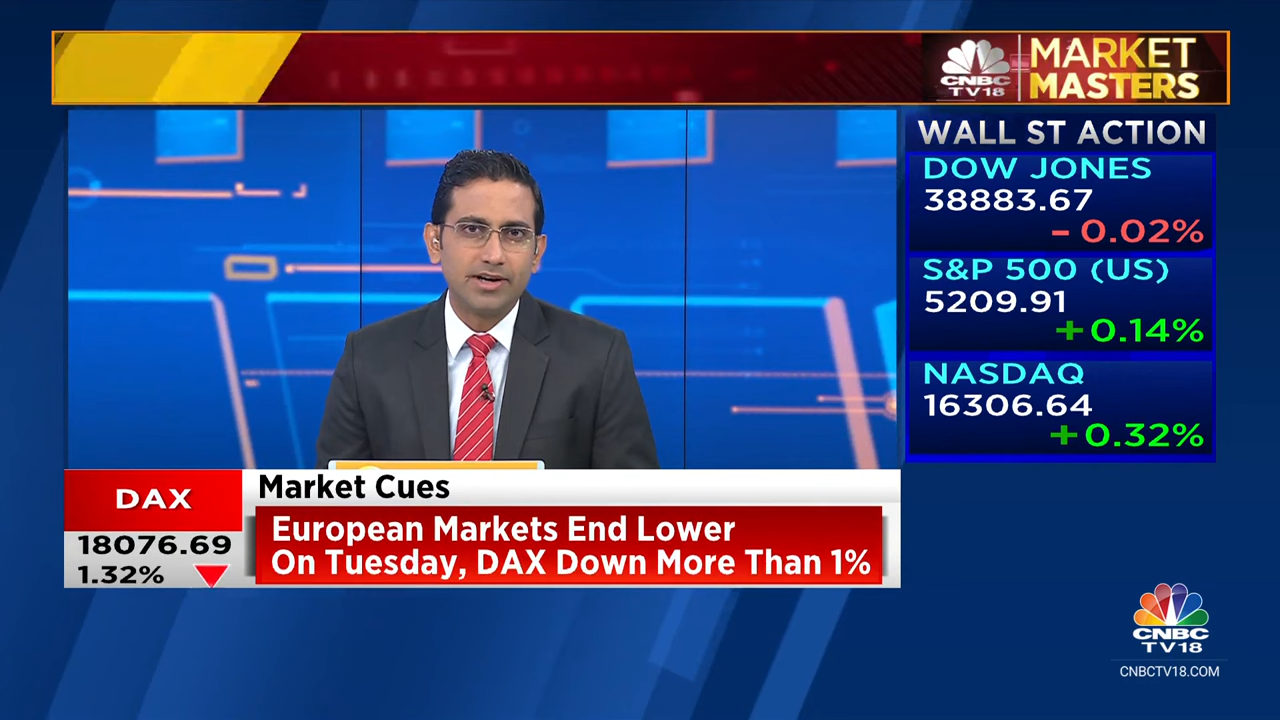 CNBC
TV18
MARKET
MASTERS
WALL ST ACTION
DOW JONES
38883.67
- 0.02%
S&P 500 (US)
5209.91
+ 0.14%
NASDAQ
16306.64
+ 0.32%
DAX
18076.69
1.32%
Market Cues
European Markets End Lower
On Tuesday, DAX Down More Than 1%
CNBC
TV18
CNBCTV18.COM